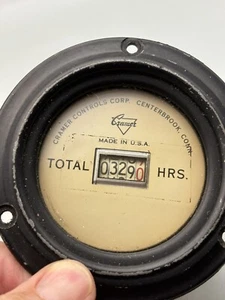 CRAMER CONTROLS CORP. CENTERBROOK, CONN.
Cramer
MADE IN U.S.A.
TOTAL 03290 HRS.